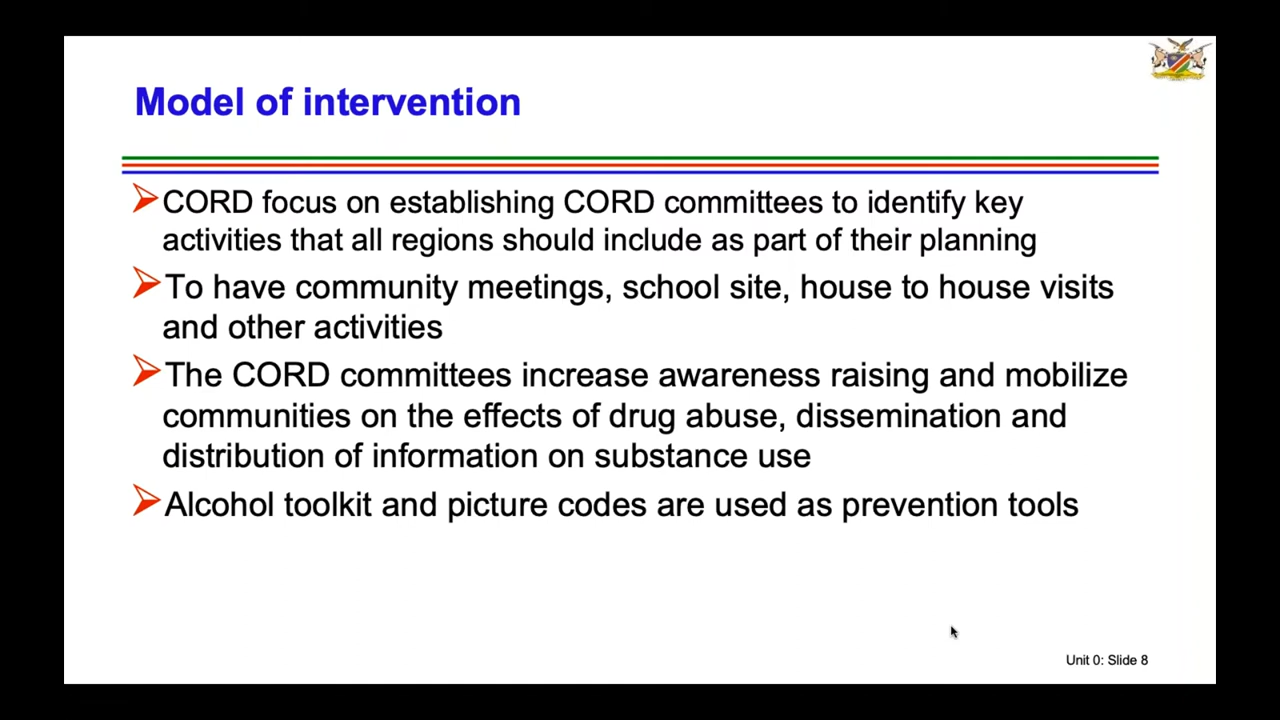 Model of intervention
CORD focus on establishing CORD committees to identify key
activities that all regions should include as part of their planning
To have community meetings, school site, house to house visits
and other activities
The CORD committees increase awareness raising and mobilize
communities on the effects of drug abuse, dissemination and
distribution of information on substance use
Alcohol toolkit and picture codes are used as prevention tools
Unit 0: Slide 8